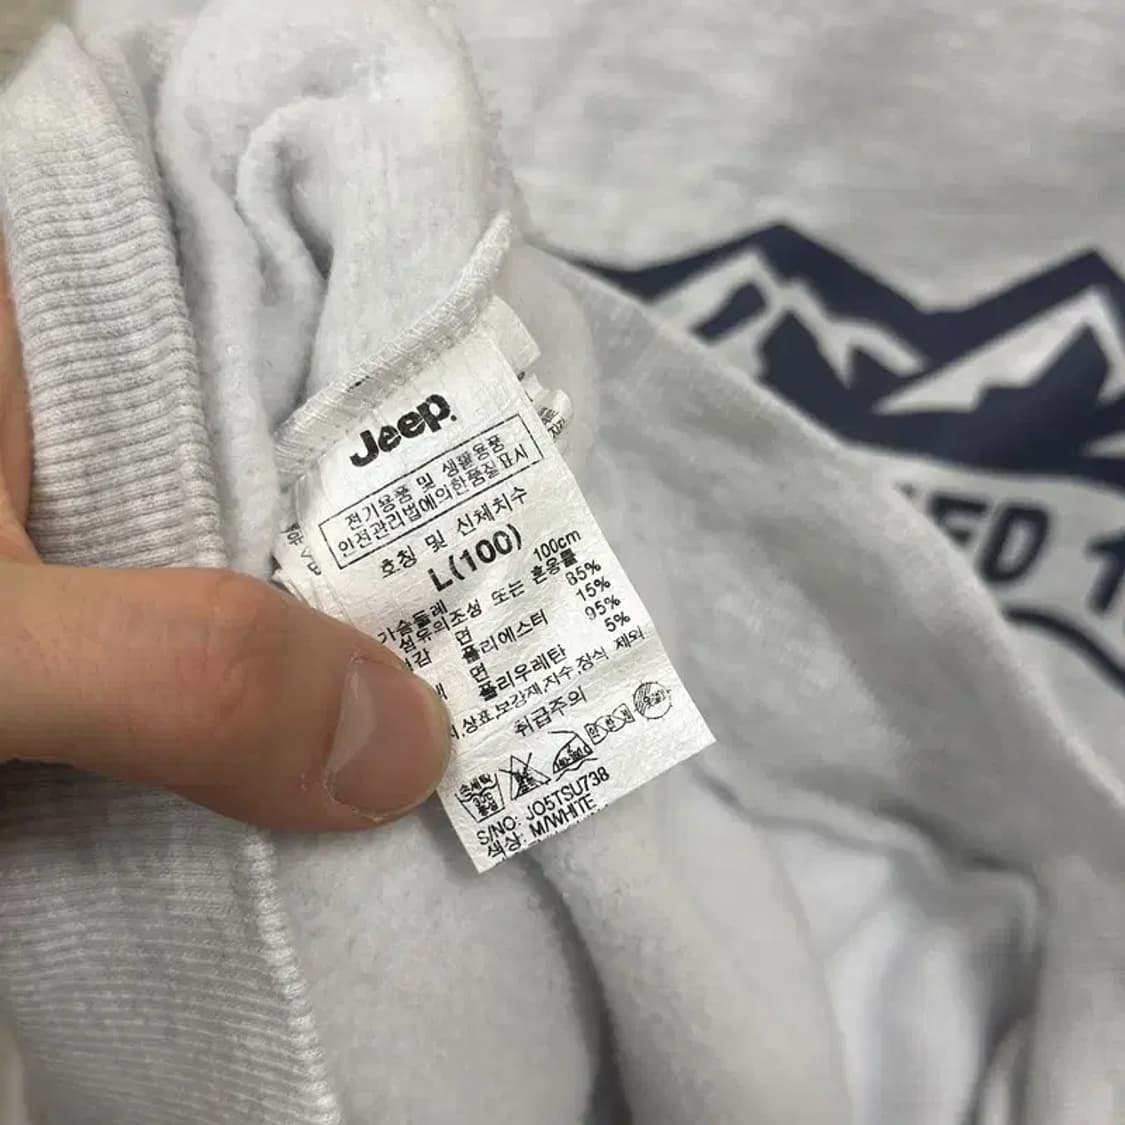 Jeep
전기용품 및 생활용품
안전관리법에의한품질표시
호칭 및 신체치수
L(100)
가슴둘레 100cm
섬유의조성 또는 혼용률
면 85%
폴리에스터 15%
면 95%
폴리우레탄 5%
상표,보강재,자수,장식 제외
취급주의
S/NO: JO5TSU738
색상: M/WHITE
ED 1